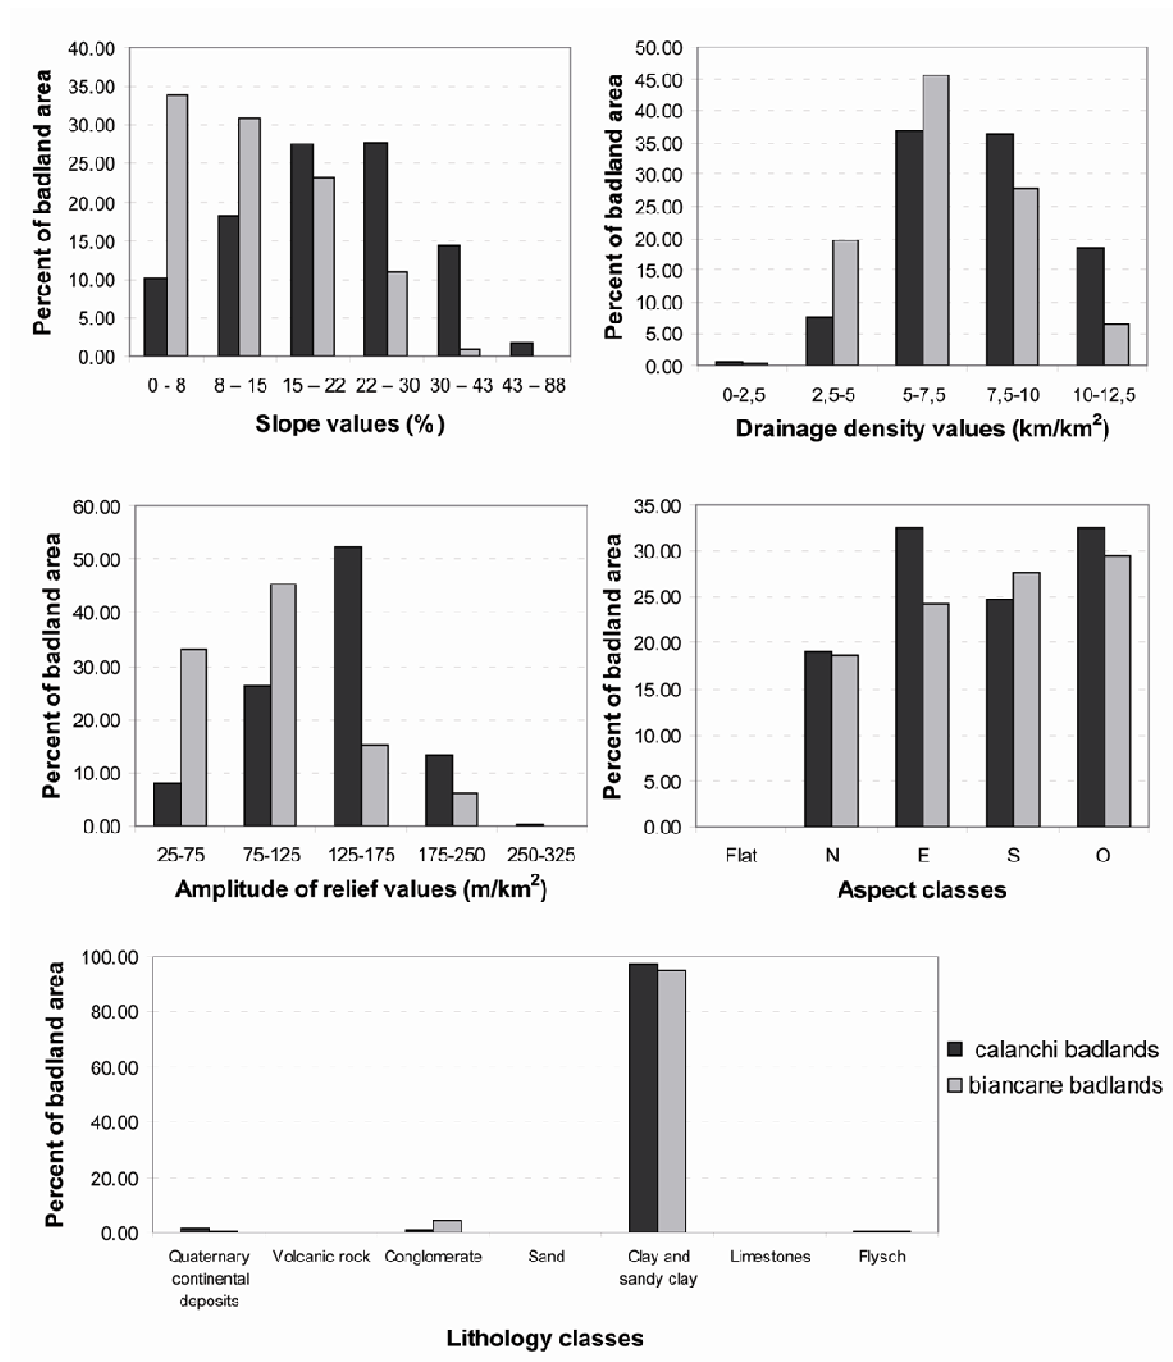 40.00
35.00
30.00
25.00
20.00
15.00
10.00
5.00
0.00
Percent of badland area
0 - 8 8 – 15 15 – 22 22 – 30 30 – 43 43 – 88
Slope values (%)
50.00
45.00
40.00
35.00
30.00
25.00
20.00
15.00
10.00
5.00
0.00
Percent of badland area
0-2,5 2,5-5 5-7,5 7,5-10 10-12,5
Drainage density values (km/km²)
60.00
50.00
40.00
30.00
20.00
10.00
0.00
Percent of badland area
25-75 75-125 125-175 175-250 250-325
Amplitude of relief values (m/km²)
35.00
30.00
25.00
20.00
15.00
10.00
5.00
0.00
Percent of badland area
Flat N E S O
Aspect classes
100.00
80.00
60.00
40.00
20.00
0.00
Percent of badland area
Quaternary continental deposits
Volcanic rock
Conglomerate
Sand
Clay and sandy clay
Limestones
Flysch
Lithology classes
calanchi badlands
biancane badlands